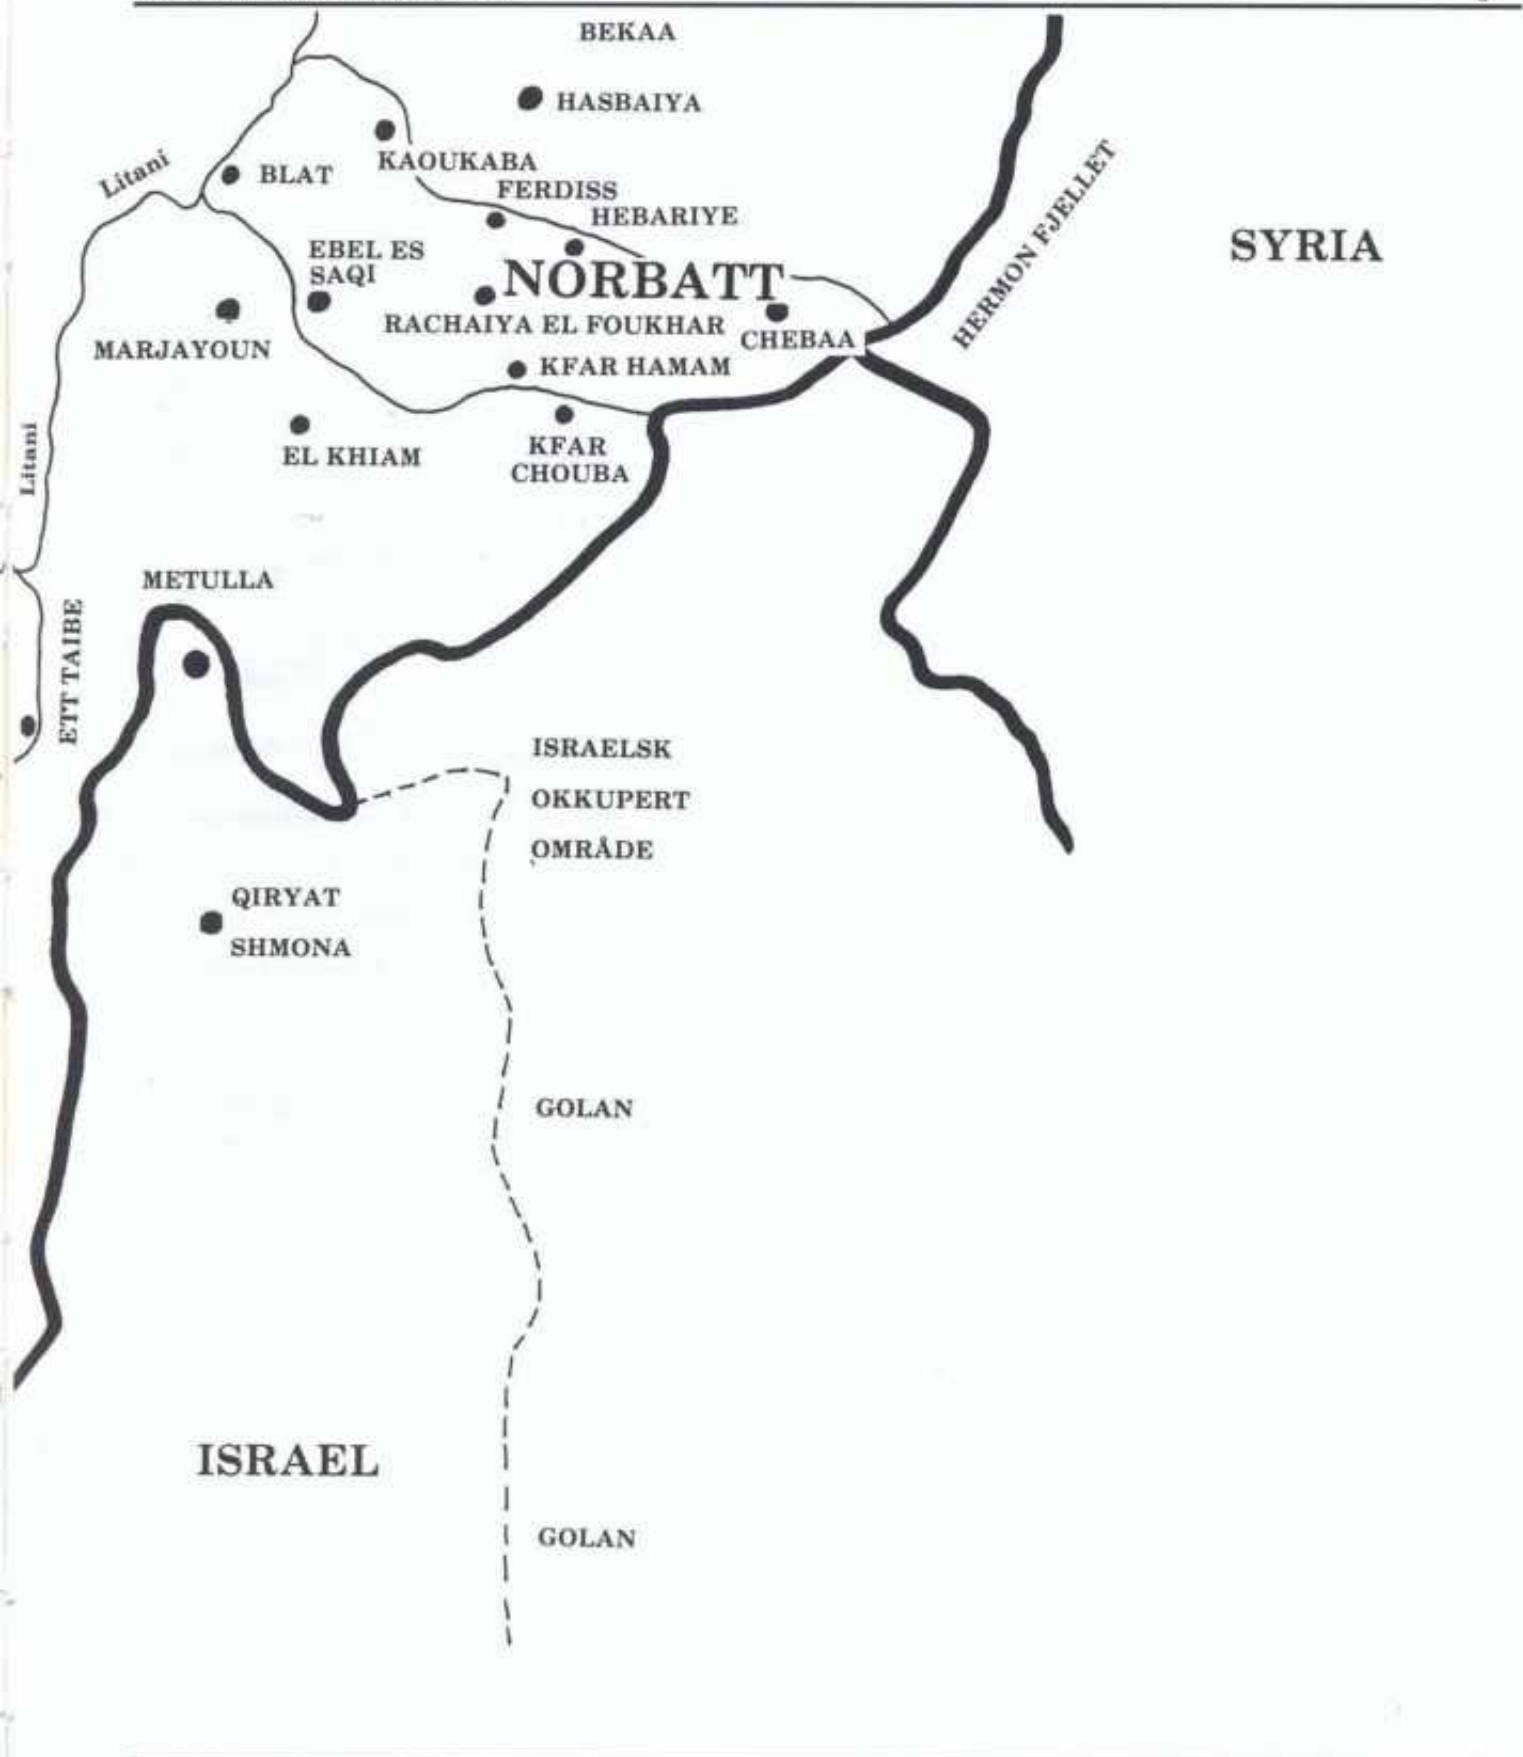 BEKAA
HASBAIYA
KAOUKABA
Litani
BLAT
FERDISS
HEBARIYE
HERMON FJELLET
SYRIA
EBEL ES
SAQI
NORBATT
RACHAIYA EL FOUKHAR
CHEBAA
MARJAYOUN
KFAR HAMAM
Litani
EL KHIAM
KFAR
CHOUBA
METULLA
ETT TAIBE
ISRAELSK
OKKUPERT
OMRÅDE
QIRYAT
SHMONA
GOLAN
ISRAEL
GOLAN